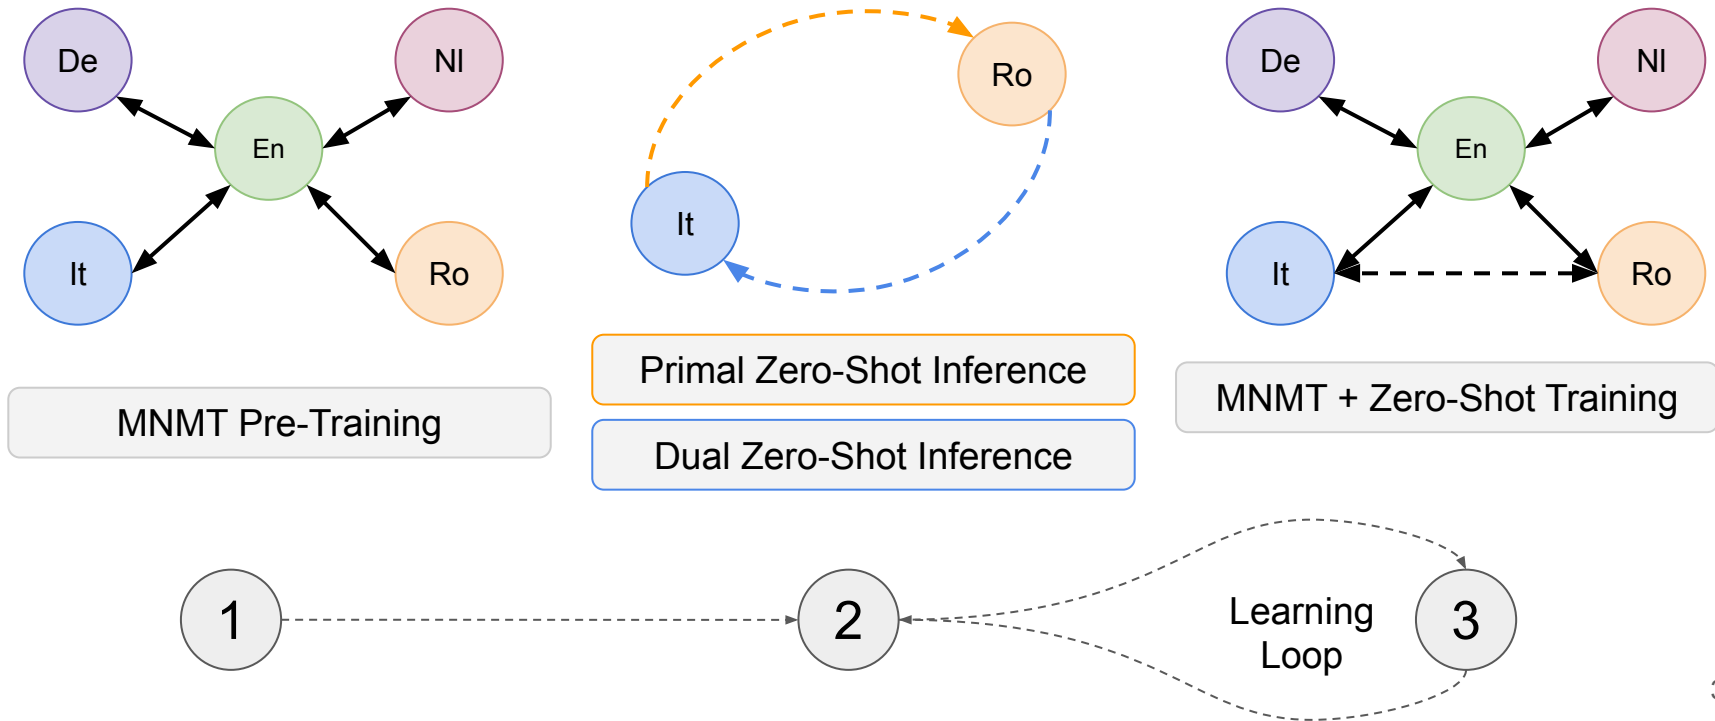 De
Nl
En
It
Ro
MNMT Pre-Training
Ro
It
Primal Zero-Shot Inference
Dual Zero-Shot Inference
De
Nl
En
It
Ro
MNMT + Zero-Shot Training
1
2
Learning
Loop
3